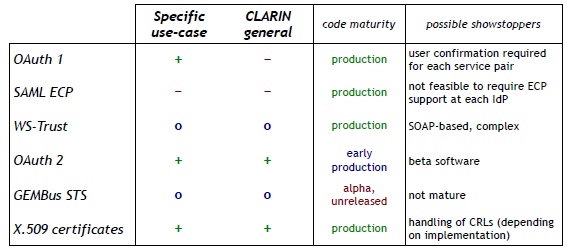 Specific use-case CLARIN general code maturity possible showstoppers
OAuth 1 + – production user confirmation required for each service pair
SAML ECP – – production not feasible to require ECP support at each IdP
WS-Trust o o production SOAP-based, complex
OAuth 2 + + early production beta software
GEMBus STS o o alpha, unreleased not mature
X.509 certificates + + production handling of CRLs (depending on implementation)